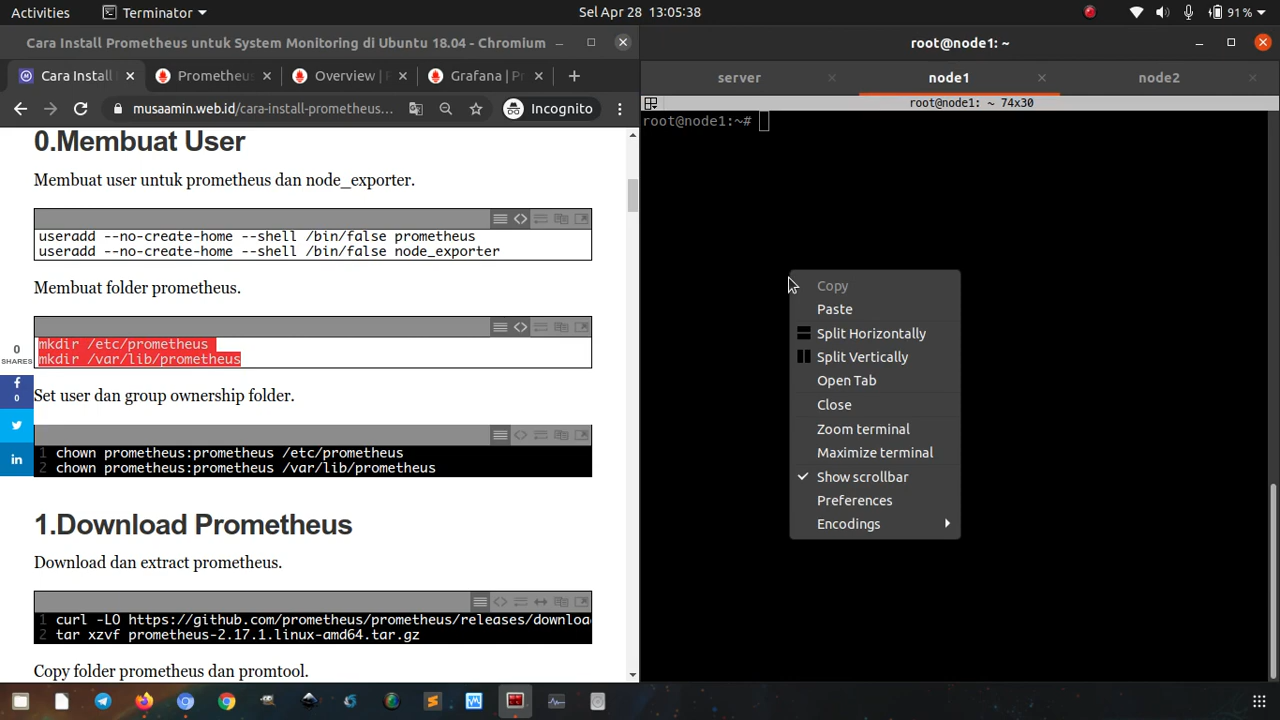 Activities
Terminator
Sel Apr 28 13:05:38
91 %
Cara Install Prometheus untuk System Monitoring di Ubuntu 18.04 - Chromium
Cara Install
Prometheus
Overview | P
Grafana | Pr
musaamin.web.id/cara-install-prometheus...
Incognito
0.Membuat User
Membuat user untuk prometheus dan node_exporter.
useradd --no-create-home --shell /bin/false prometheus
useradd --no-create-home --shell /bin/false node_exporter
Membuat folder prometheus.
mkdir /etc/prometheus
mkdir /var/lib/prometheus
0
SHARES
0
Set user dan group ownership folder.
1 chown prometheus:prometheus /etc/prometheus
2 chown prometheus:prometheus /var/lib/prometheus
1.Download Prometheus
Download dan extract prometheus.
1 curl -LO https://github.com/prometheus/prometheus/releases/downloa
2 tar xzvf prometheus-2.17.1.linux-amd64.tar.gz
Copy folder prometheus dan promtool.
root@node1: ~
server
node1
node2
root@node1: ~ 74x30
root@node1:~#
Copy
Paste
Split Horizontally
Split Vertically
Open Tab
Close
Zoom terminal
Maximize terminal
Show scrollbar
Preferences
Encodings